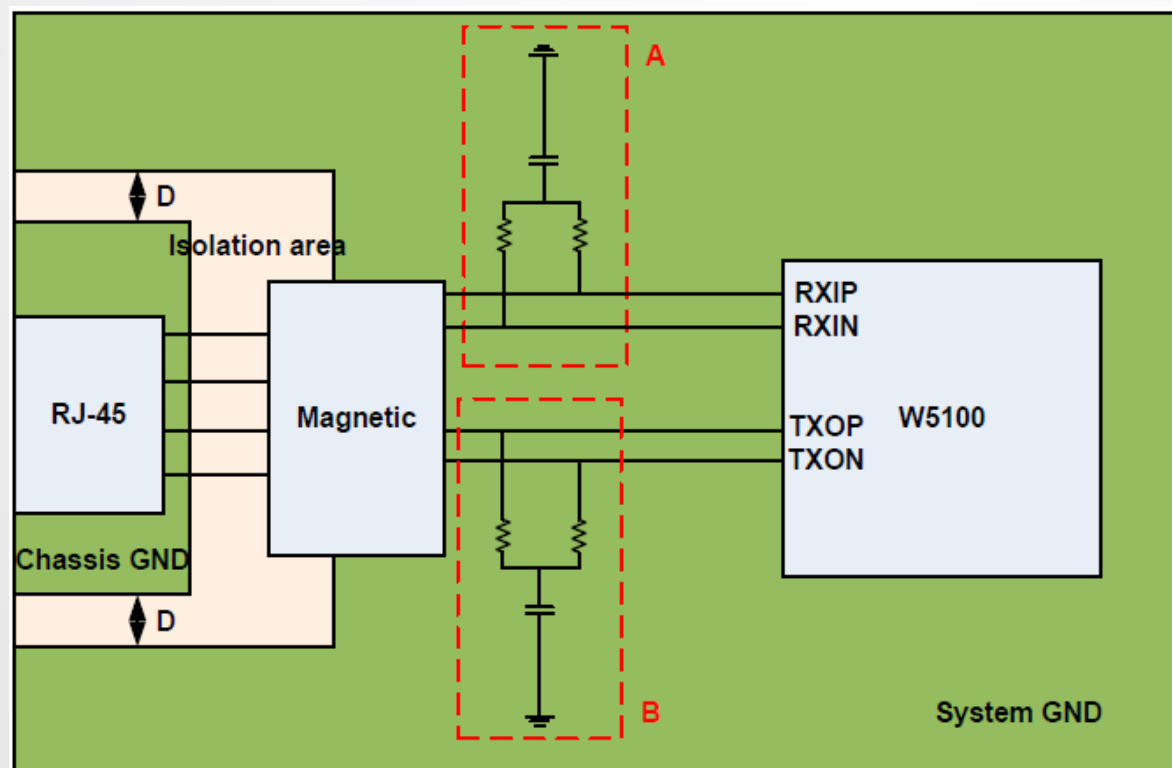 A
D
Isolation area
RXIP
RXIN
RJ-45
Magnetic
TXOP
W5100
TXON
Chassis GND
D
B
System GND